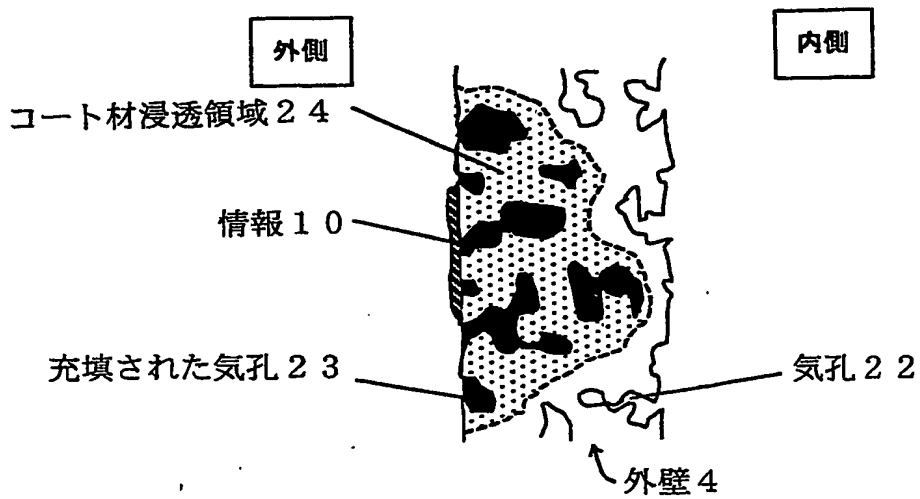 外側
内側
コート材浸透領域２４
情報１０
充填された気孔２３
気孔２２
外壁４